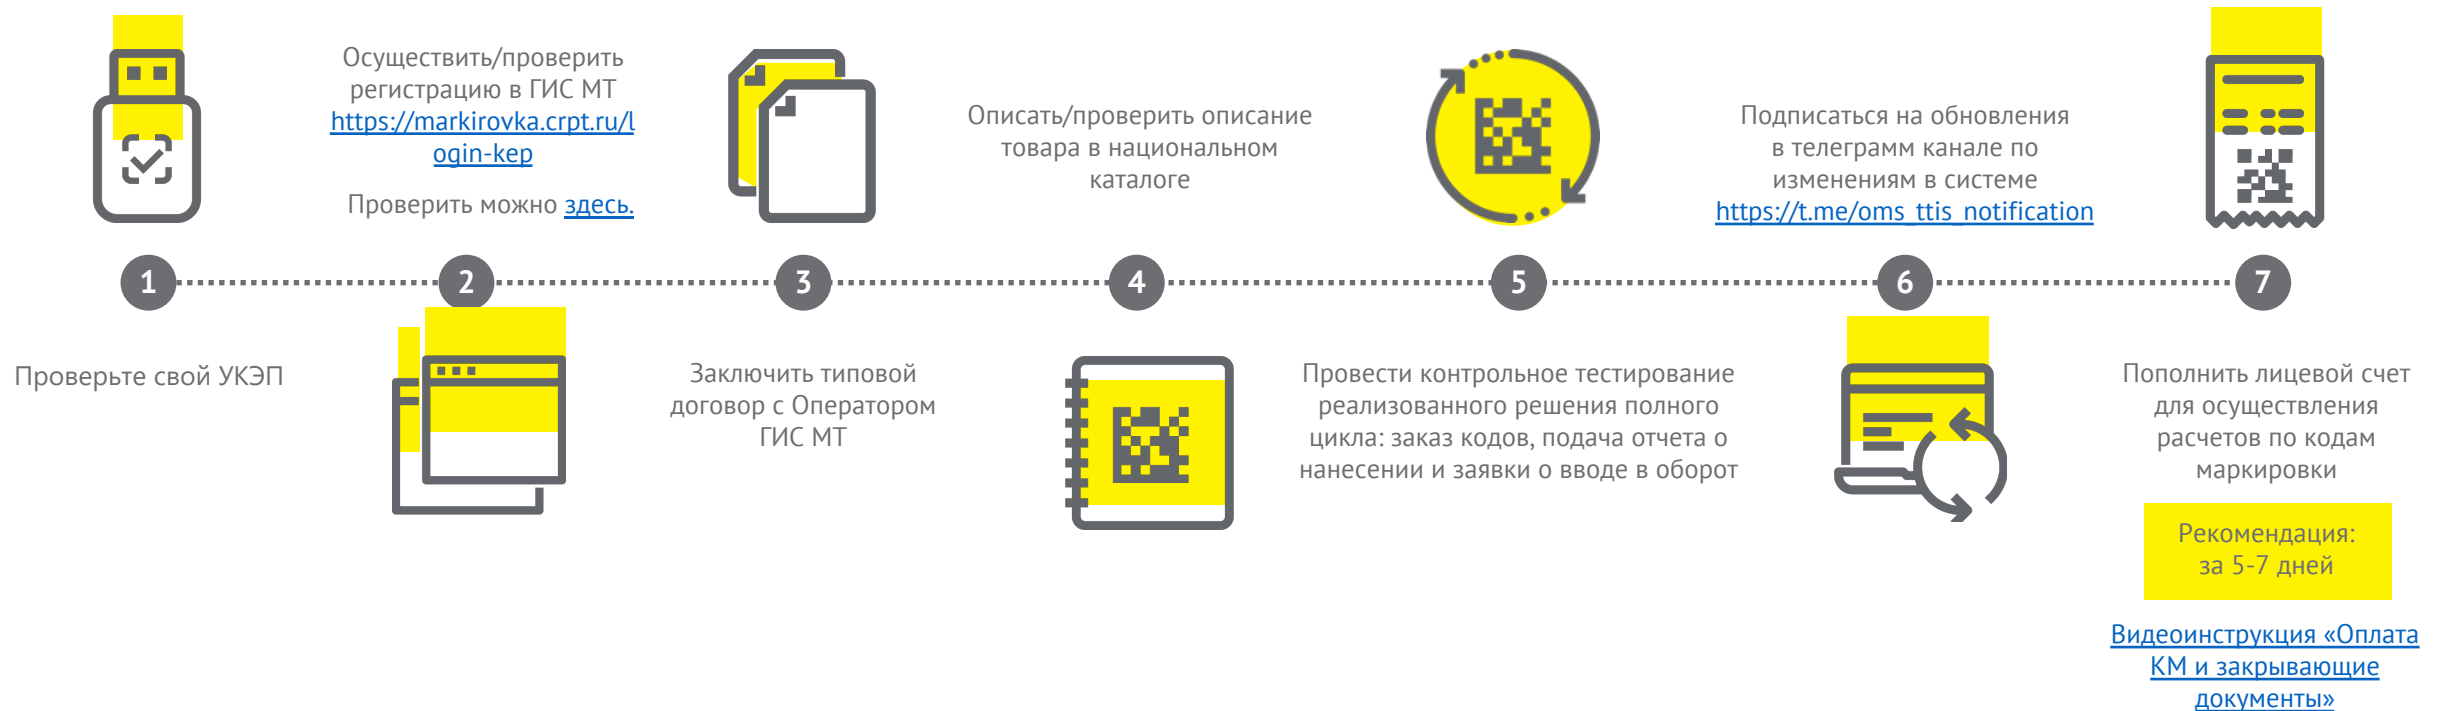 1
Проверьте свой УКЭП
Осуществить/проверить
регистрацию в ГИС МТ
https://markirovka.crpt.ru/l
ogin-kep
Проверить можно здесь.
2
3
Заключить типовой
договор с Оператором
ГИС МТ
Описать/проверить описание
товара в национальном
каталоге
4
5
Провести контрольное тестирование
реализованного решения полного
цикла: заказ кодов, подача отчета о
нанесении и заявки о вводе в оборот
Подписаться на обновления
в телеграмм канале по
изменениям в системе
https://t.me/oms_ttis_notification
6
7
Пополнить лицевой счет
для осуществления
расчетов по кодам
маркировки
Рекомендация:
за 5-7 дней
Видеоинструкция «Оплата
КМ и закрывающие
документы»